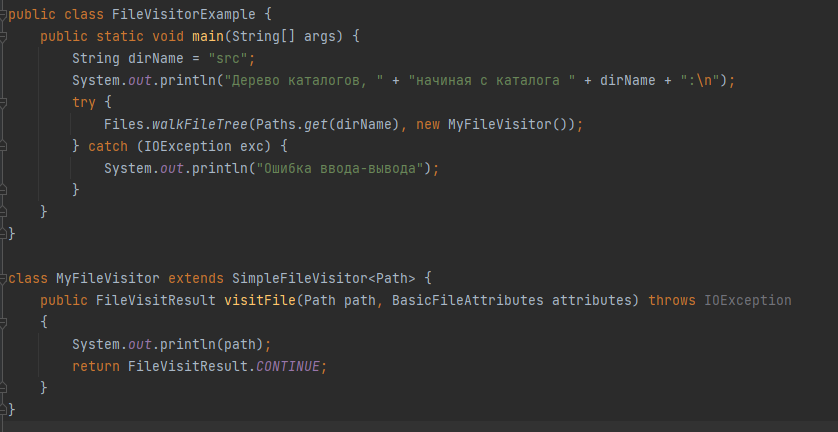 public class FileVisitorExample {
    public static void main(String[] args) {
        String dirName = "src";
        System.out.println("Дерево каталогов, " + "начиная с каталога " + dirName + ":\n");
        try {
            Files.walkFileTree(Paths.get(dirName), new MyFileVisitor());
        } catch (IOException exc) {
            System.out.println("Ошибка ввода-вывода");
        }
    }
}

class MyFileVisitor extends SimpleFileVisitor<Path> {
    public FileVisitResult visitFile(Path path, BasicFileAttributes attributes) throws IOException
    {
        System.out.println(path);
        return FileVisitResult.CONTINUE;
    }
}